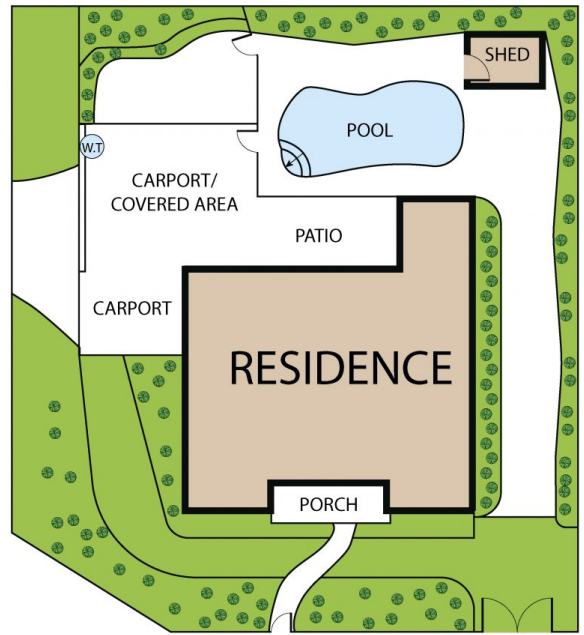 SHED
POOL
W.T
CARPORT/
COVERED AREA
PATIO
CARPORT
RESIDENCE
PORCH